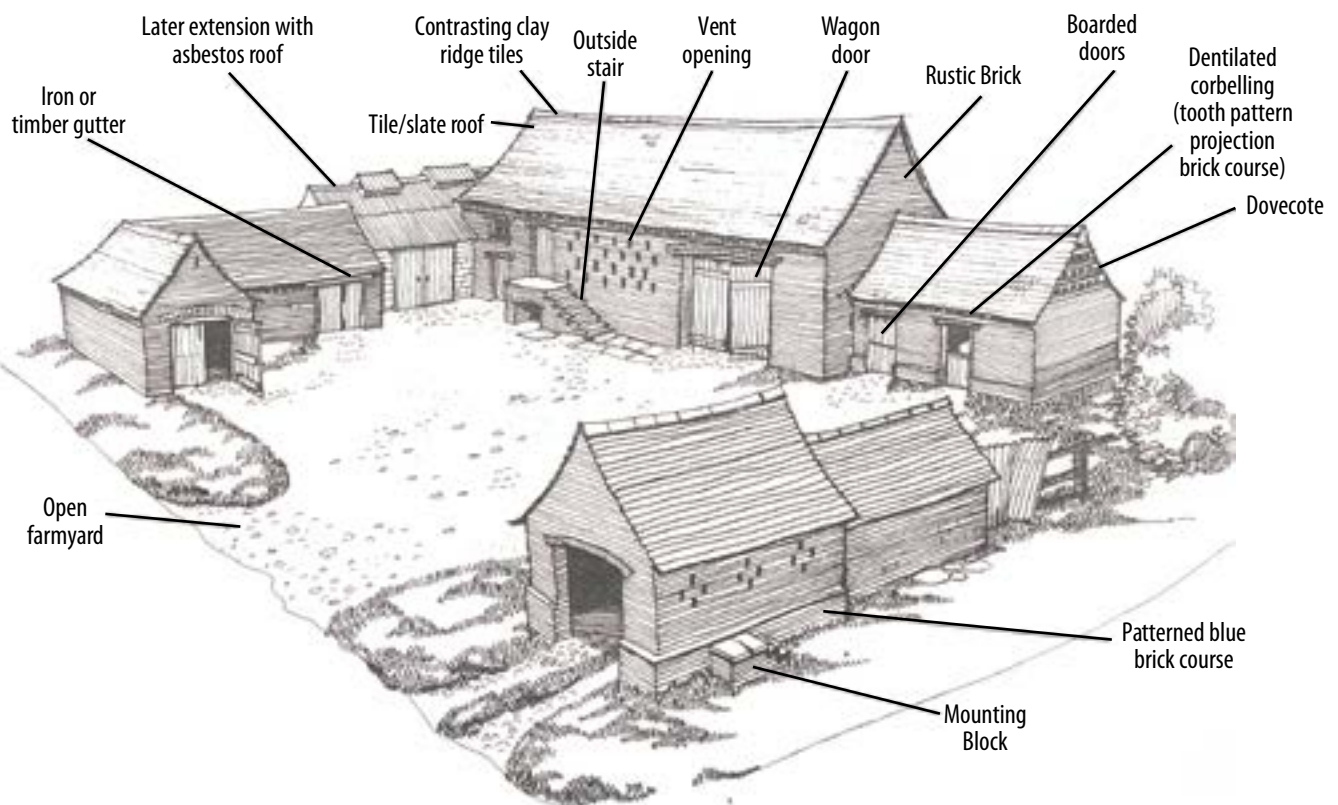 Later extension with
asbestos roof
Contrasting clay
ridge tiles
Outside
stair
Vent
opening
Wagon
door
Boarded
doors
Dentilated
corbelling
(tooth pattern
projection
brick course)
Iron or
timber gutter
Tile/slate roof
Rustic Brick
Dovecote
Open
farmyard
Patterned blue
brick course
Mounting
Block